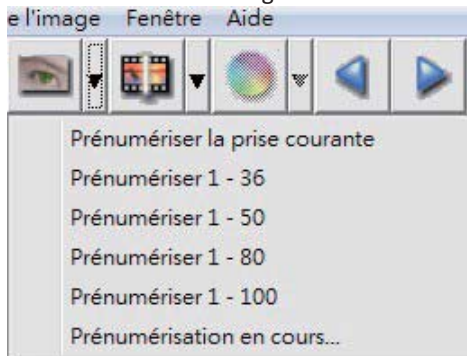 e l'image Fenêtre Aide
Prénumériser la prise courante
Prénumériser 1 - 36
Prénumériser 1 - 50
Prénumériser 1 - 80
Prénumériser 1 - 100
Prénumérisation en cours...